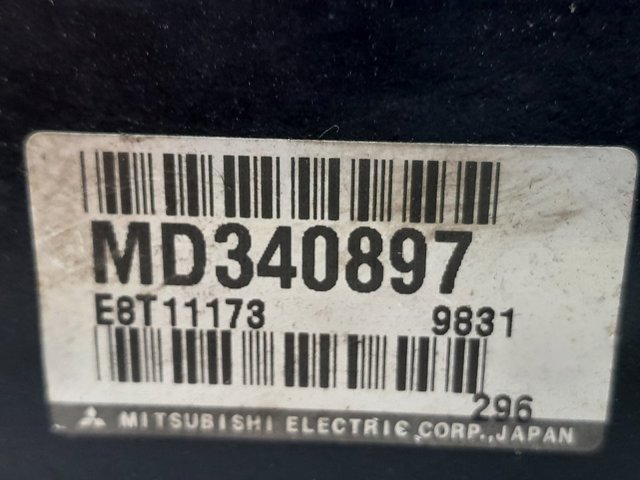 MD340897
E8T11173 9831
296
MITSUBISHI ELECTRIC CORP., JAPAN